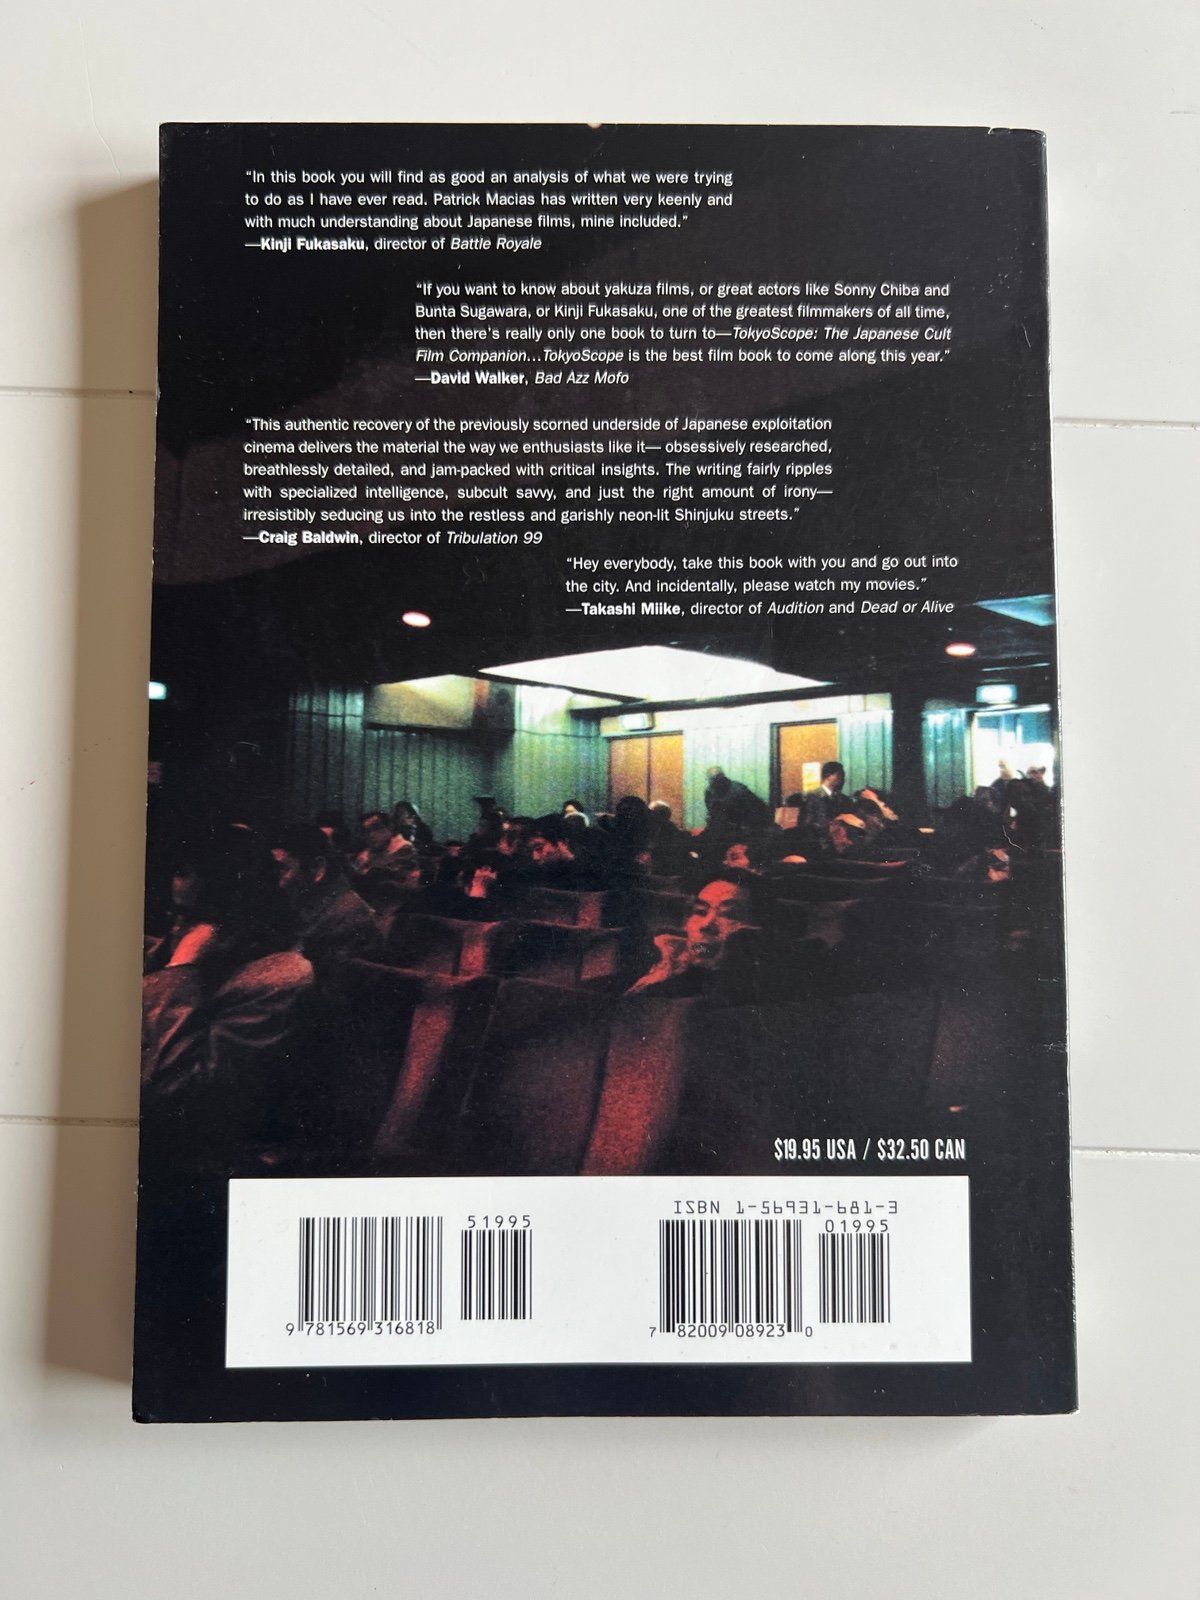 “In this book you will find as good an analysis of what we were trying
to do as I have ever read. Patrick Macias has written very keenly and
with much understanding about Japanese films, mine included.”
—Kinji Fukasaku, director of Battle Royale
“If you want to know about yakuza films, or great actors like Sonny Chiba and
Bunta Sugawara, or Kinji Fukasaku, one of the greatest filmmakers of all time,
then there's really only one book to turn to—TokyoScope: The Japanese Cult
Film Companion...TokyoScope is the best film book to come along this year.”
—David Walker, Bad Azz Mofo
“This authentic recovery of the previously scorned underside of Japanese exploitation
cinema delivers the material the way we enthusiasts like it— obsessively researched,
breathlessly detailed, and jam-packed with critical insights. The writing fairly ripples
with specialized intelligence, subcult savvy, and just the right amount of irony—
irresistibly seducing us into the restless and garishly neon-lit Shinjuku streets.”
—Craig Baldwin, director of Tribulation 99
“Hey everybody, take this book with you and go out into
the city. And incidentally, please watch my movies.”
—Takashi Miike, director of Audition and Dead or Alive
$19.95 USA / $32.50 CAN
ISBN 1-56931-681-3
51995
01995
9 781569 316818
7 82009 08923 0